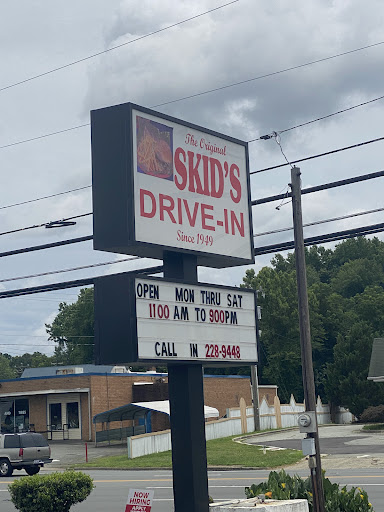 The Original
SKID'S
DRIVE-IN
Since 1949
OPEN MON THRU SAT
1100 AM TO 900PM
CALL IN 228-9448
NOW
HIRING